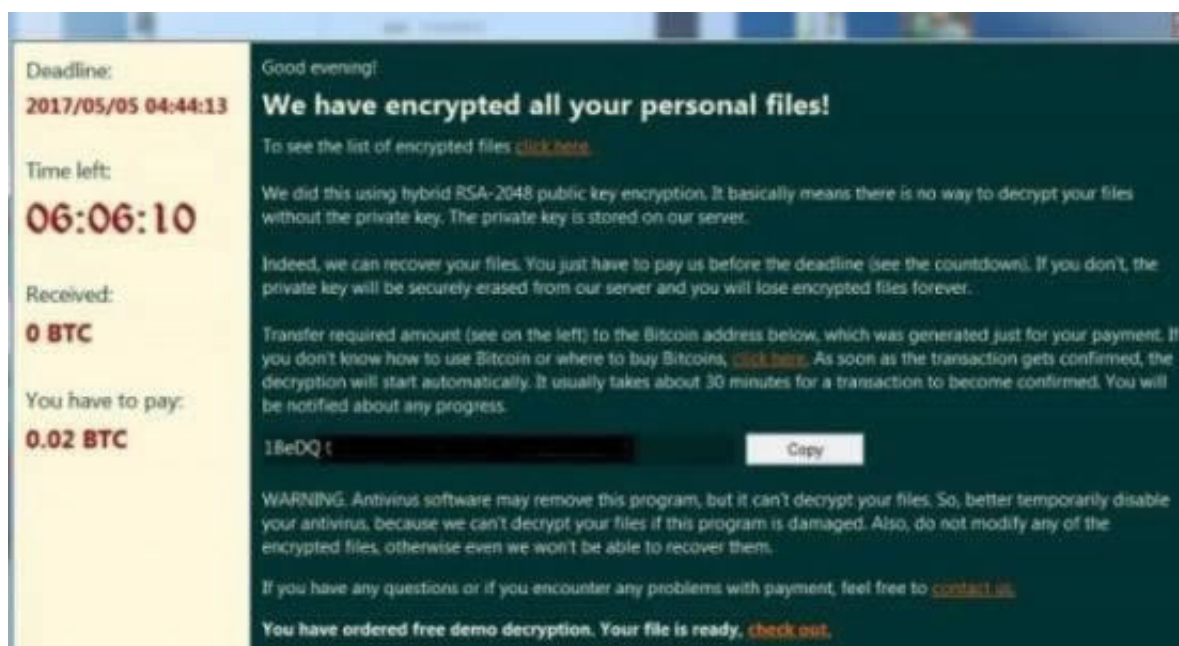 Deadline:
2017/05/05 04:44:13
Time left:
06:06:10
Received:
0 BTC
You have to pay:
0.02 BTC
Good evening!
We have encrypted all your personal files!
To see the list of encrypted files click here.
We did this using hybrid RSA-2048 public key encryption. It basically means there is no way to decrypt your files
without the private key. The private key is stored on our server.
Indeed, we can recover your files. You just have to pay us before the deadline (see the countdown). If you don't, the
private key will be securely erased from our server and you will lose encrypted files forever.
Transfer required amount (see on the left) to the Bitcoin address below, which was generated just for your payment. If
you don't know how to use Bitcoin or where to buy Bitcoins, click here. As soon as the transaction gets confirmed, the
decryption will start automatically. It usually takes about 30 minutes for a transaction to become confirmed. You will
be notified about any progress.
18eDQ
Copy
WARNING. Antivirus software may remove this program, but it can't decrypt your files. So, better temporarily disable
your antivirus, because we can't decrypt your files if this program is damaged. Also, do not modify any of the
encrypted files, otherwise even we won't be able to recover them.
If you have any questions or if you encounter any problems with payment, feel free to contact us.
You have ordered free demo decryption. Your file is ready, check out.